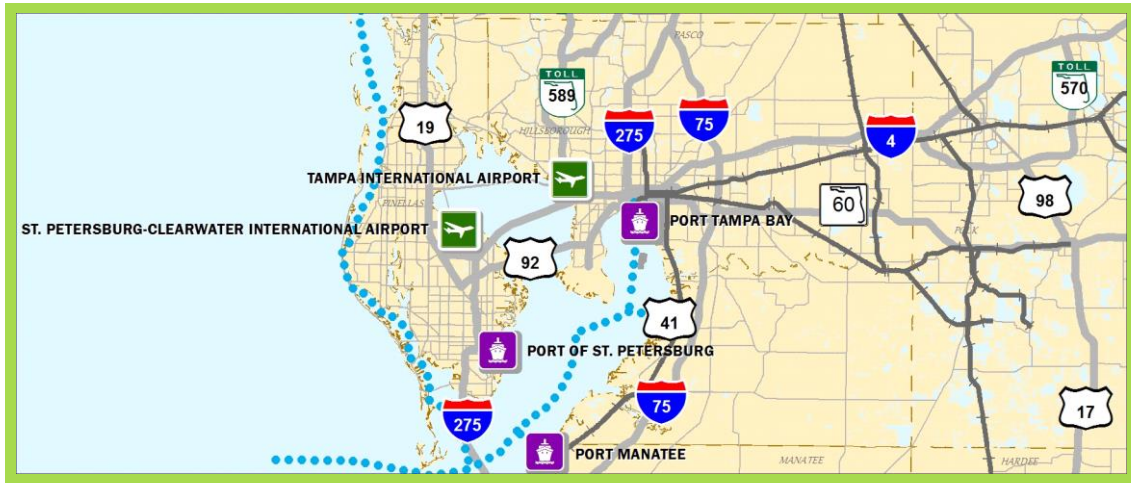 PASCO
TOLL
589
TOLL
570
19
275
75
HILLSBOROUGH
4
TAMPA INTERNATIONAL AIRPORT
98
PINELLAS
60
PORT TAMPA BAY
ST. PETERSBURG-CLEARWATER INTERNATIONAL AIRPORT
POLK
92
41
PORT OF ST. PETERSBURG
75
17
275
PORT MANATEE
MANATEE
HARDEE